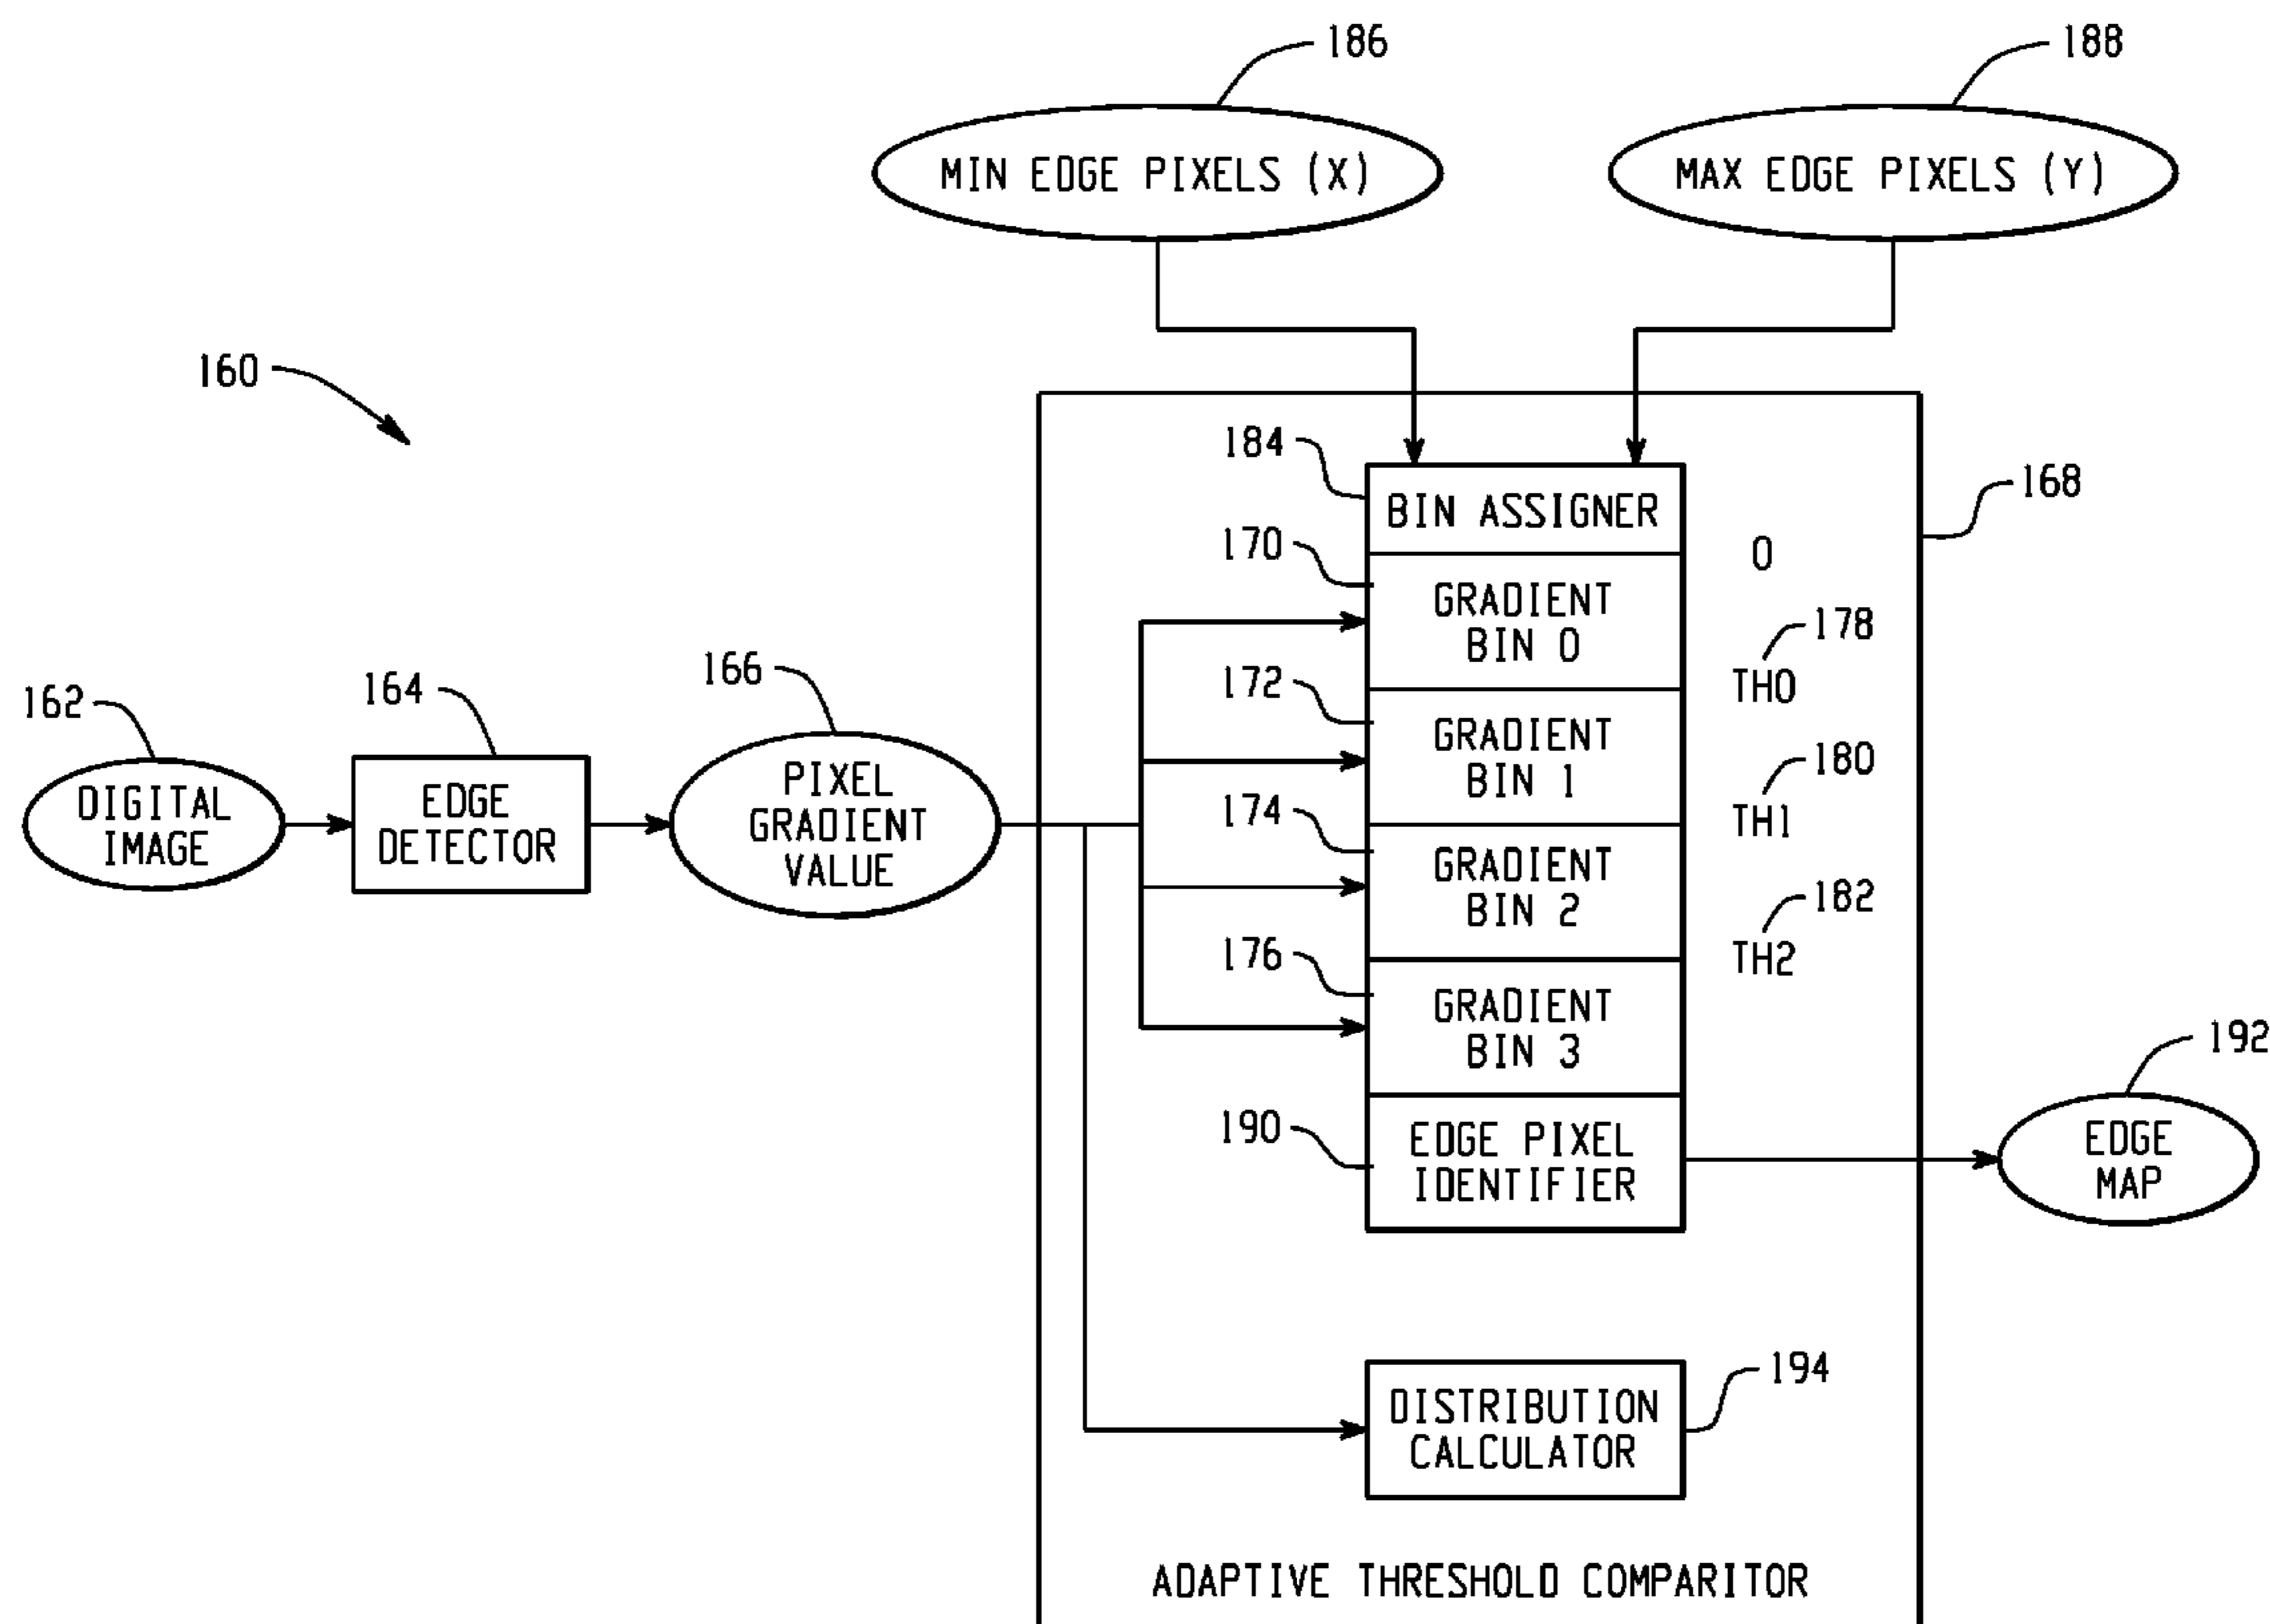 186
188
MIN EDGE PIXELS (X)
MAX EDGE PIXELS (Y)
160
184
BIN ASSIGNER
168
170
0
GRADIENT
BIN 0
178
TH0
162
164
166
172
GRADIENT
BIN 1
180
TH1
DIGITAL
IMAGE
EDGE
DETECTOR
PIXEL
GRADIENT
VALUE
174
GRADIENT
BIN 2
182
TH2
176
GRADIENT
BIN 3
192
190
EDGE PIXEL
IDENTIFIER
EDGE
MAP
194
DISTRIBUTION
CALCULATOR
ADAPTIVE THRESHOLD COMPARITOR